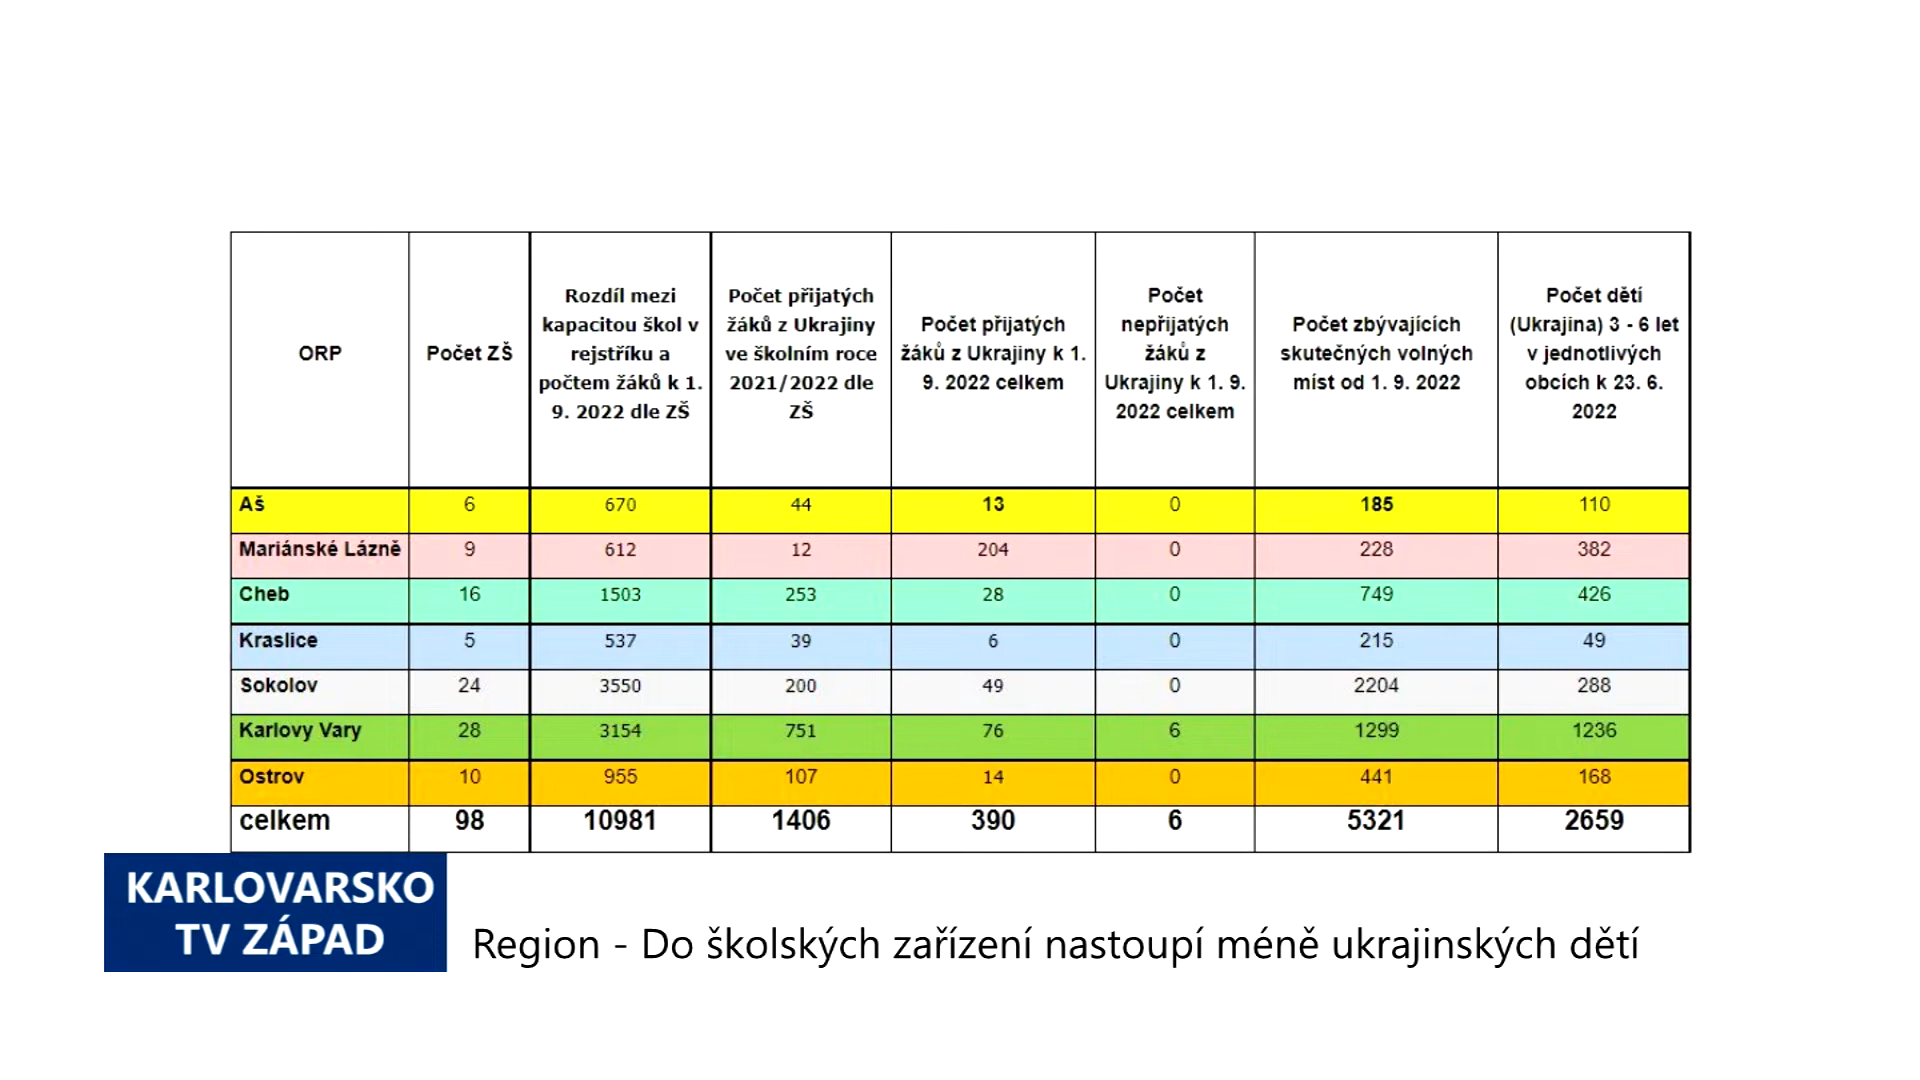 ORP
Počet ZŠ
Rozdíl mezi
kapacitou škol v
rejstříku a
počtem žáků k 1.
9. 2022 dle ZŠ
Počet přijatých
žáků z Ukrajiny
ve školním roce
2021/2022 dle
ZŠ
Počet přijatých
žáků z Ukrajiny k 1.
9. 2022 celkem
Počet
nepřijatých
žáků z
Ukrajiny k 1. 9.
2022 celkem
Počet zbývajících
skutečných volných
míst od 1. 9. 2022
Počet dětí
(Ukrajina) 3 - 6 let
v jednotlivých
obcích k 23. 6.
2022
Aš 6 670 44 13 0 185 110
Mariánské Lázně 9 612 12 204 0 228 382
Cheb 16 1503 253 28 0 749 426
Kraslice 5 537 39 6 0 215 49
Sokolov 24 3550 200 49 0 2204 288
Karlovy Vary 28 3154 751 76 6 1299 1236
Ostrov 10 955 107 14 0 441 168
celkem 98 10981 1406 390 6 5321 2659
KARLOVARSKO
TV ZÁPAD
Region - Do školských zařízení nastoupí méně ukrajinských dětí